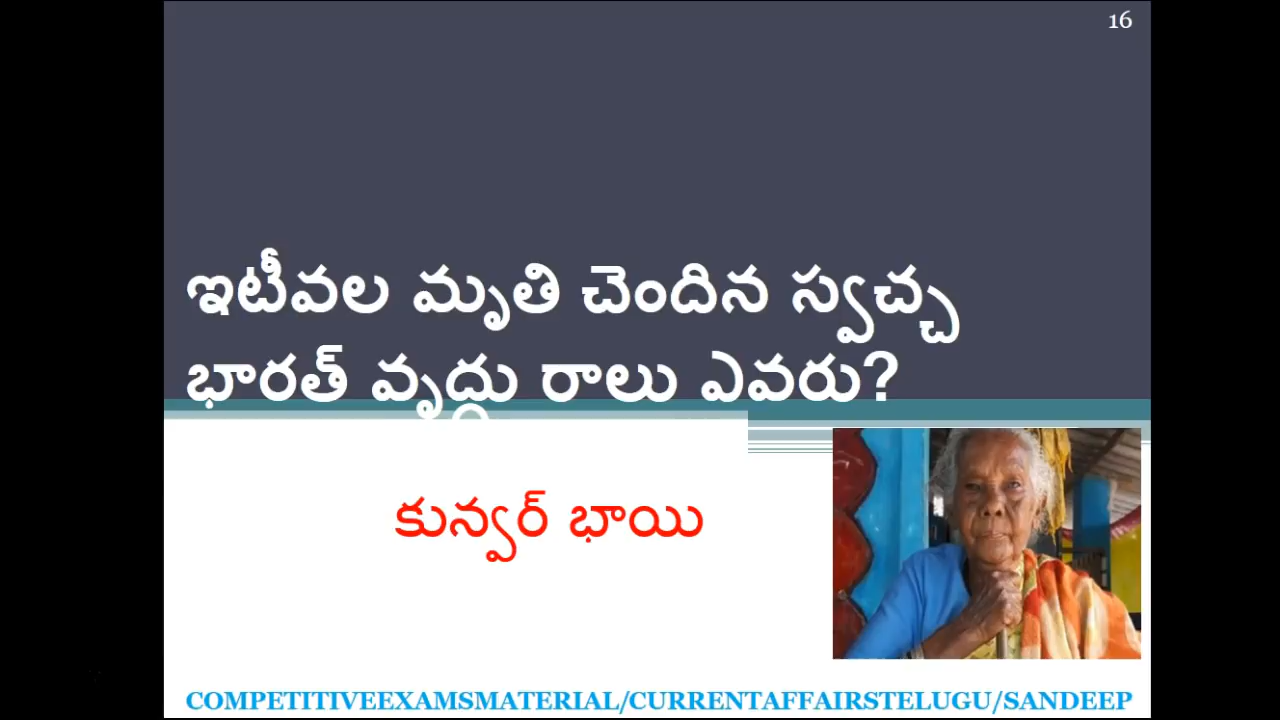 16
ఇటీవల మృతి చెందిన స్వచ్చ
భారత్ వృద్దు రాలు ఎవరు?
కున్వర్ భాయి
COMPETITIVEEXAMSMATERIAL/CURRENTAFFAIRSTELUGU/SANDEEP